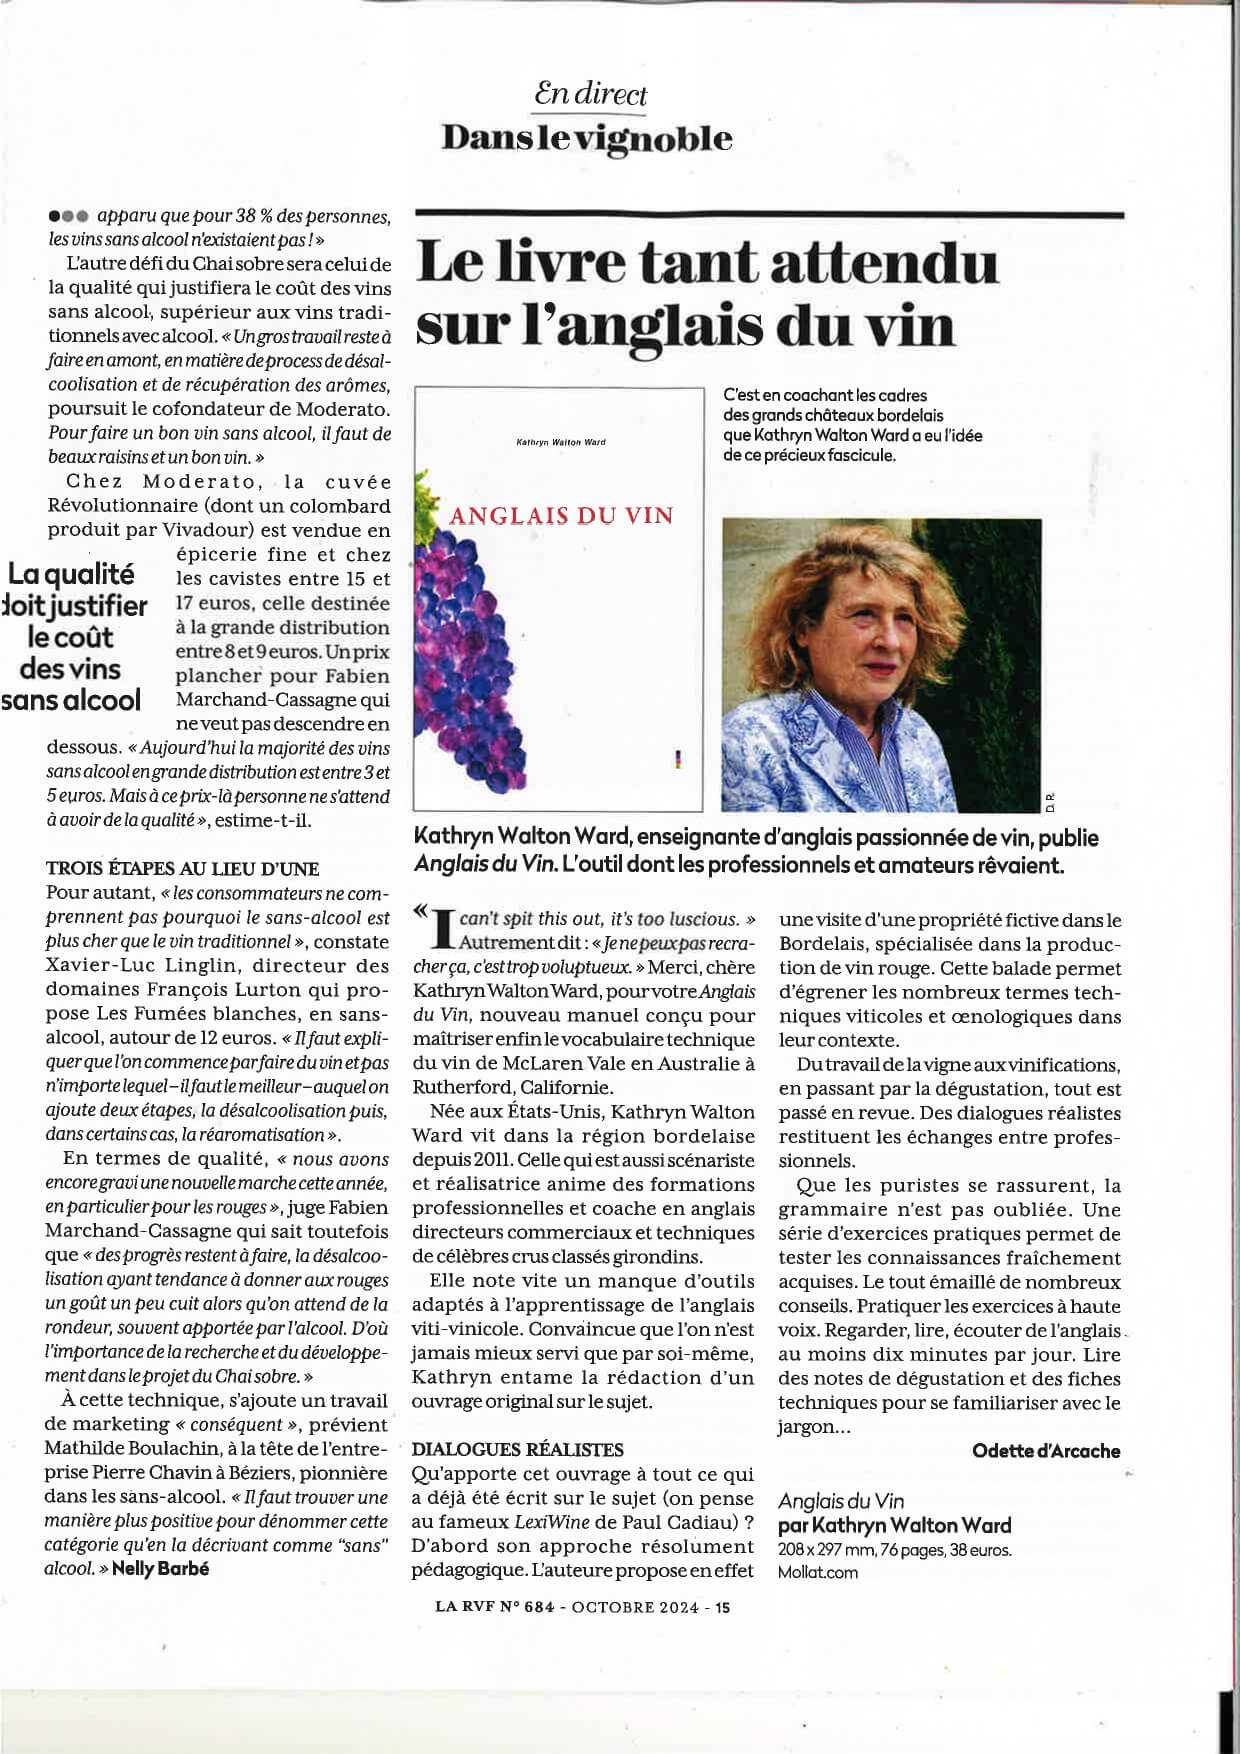 En direct
Dans le vignoble
●●● apparu que pour 38 % des personnes,
les vins sans alcool n'existaient pas ! »
L'autre défi du Chai sobre sera celui de
la qualité qui justifiera le coût des vins
sans alcool, supérieur aux vins tradi-
tionnels avec alcool. « Un gros travail reste à
faire en amont, en matière de process de désal-
coolisation et de récupération des arômes,
poursuit le cofondateur de Moderato.
Pour faire un bon vin sans alcool, il faut de
beaux raisins et un bon vin. »
Chez Moderato, la cuvée
Révolutionnaire (dont un colombard
produit par Vivadour) est vendue en
épicerie fine et chez
les cavistes entre 15 et
17 euros, celle destinée
à la grande distribution
entre 8 et 9 euros. Un prix
plancher pour Fabien
Marchand-Cassagne qui
ne veut pas descendre en
dessous. « Aujourd'hui la majorité des vins
sans alcool en grande distribution est entre 3 et
5 euros. Mais à ce prix-là personne ne s'attend
à avoir de la qualité », estime-t-il.
La qualité
doit justifier
le coût
des vins
sans alcool
TROIS ÉTAPES AU LIEU D'UNE
Pour autant, « les consommateurs ne com-
prennent pas pourquoi le sans-alcool est
plus cher que le vin traditionnel », constate
Xavier-Luc Linglin, directeur des
domaines François Lurton qui pro-
pose Les Fumées blanches, en sans-
alcool, autour de 12 euros. « Il faut expli-
quer que l'on commence par faire du vin et pas
n'importe lequel – il faut le meilleur – auquel on
ajoute deux étapes, la désalcoolisation puis,
dans certains cas, la réaromatisation ».
En termes de qualité, « nous avons
encore gravi une nouvelle marche cette année,
en particulier pour les rouges », juge Fabien
Marchand-Cassagne qui sait toutefois
que « des progrès restent à faire, la désalcoo-
lisation ayant tendance à donner aux rouges
un goût un peu cuit alors qu'on attend de la
rondeur, souvent apportée par l'alcool. D'où
l'importance de la recherche et du développe-
ment dans le projet du Chai sobre. »
À cette technique, s'ajoute un travail
de marketing « conséquent », prévient
Mathilde Boulachin, à la tête de l'entre-
prise Pierre Chavin à Béziers, pionnière
dans les sans-alcool. « Il faut trouver une
manière plus positive pour dénommer cette
catégorie qu'en la décrivant comme “sans”
alcool. » Nelly Barbé
Le livre tant attendu
sur l'anglais du vin
Kathryn Walton Ward
ANGLAIS DU VIN
C'est en coachant les cadres
des grands châteaux bordelais
que Kathryn Walton Ward a eu l'idée
de ce précieux fascicule.
D. R.
Kathryn Walton Ward, enseignante d'anglais passionnée de vin, publie
Anglais du Vin. L'outil dont les professionnels et amateurs rêvaient.
« I can't spit this out, it's too luscious. »
Autrement dit : « Je ne peux pas recra-
cher ça, c'est trop voluptueux. » Merci, chère
Kathryn Walton Ward, pour votre Anglais
du Vin, nouveau manuel conçu pour
maîtriser enfin le vocabulaire technique
du vin de McLaren Vale en Australie à
Rutherford, Californie.
Née aux États-Unis, Kathryn Walton
Ward vit dans la région bordelaise
depuis 2011. Celle qui est aussi scénariste
et réalisatrice anime des formations
professionnelles et coache en anglais
directeurs commerciaux et techniques
de célèbres crus classés girondins.
Elle note vite un manque d'outils
adaptés à l'apprentissage de l'anglais
viti-vinicole. Convaincue que l'on n'est
jamais mieux servi que par soi-même,
Kathryn entame la rédaction d'un
ouvrage original sur le sujet.
DIALOGUES RÉALISTES
Qu'apporte cet ouvrage à tout ce qui
a déjà été écrit sur le sujet (on pense
au fameux LexiWine de Paul Cadiau) ?
D'abord son approche résolument
pédagogique. L'auteure propose en effet
une visite d'une propriété fictive dans le
Bordelais, spécialisée dans la produc-
tion de vin rouge. Cette balade permet
d'égrener les nombreux termes tech-
niques viticoles et œnologiques dans
leur contexte.
Du travail de la vigne aux vinifications,
en passant par la dégustation, tout est
passé en revue. Des dialogues réalistes
restituent les échanges entre profes-
sionnels.
Que les puristes se rassurent, la
grammaire n'est pas oubliée. Une
série d'exercices pratiques permet de
tester les connaissances fraîchement
acquises. Le tout émaillé de nombreux
conseils. Pratiquer les exercices à haute
voix. Regarder, lire, écouter de l'anglais
au moins dix minutes par jour. Lire
des notes de dégustation et des fiches
techniques pour se familiariser avec le
jargon...
Odette d'Arcache
Anglais du Vin
par Kathryn Walton Ward
208 x 297 mm, 76 pages, 38 euros.
Mollat.com
LA RVF N° 684 - OCTOBRE 2024 - 15